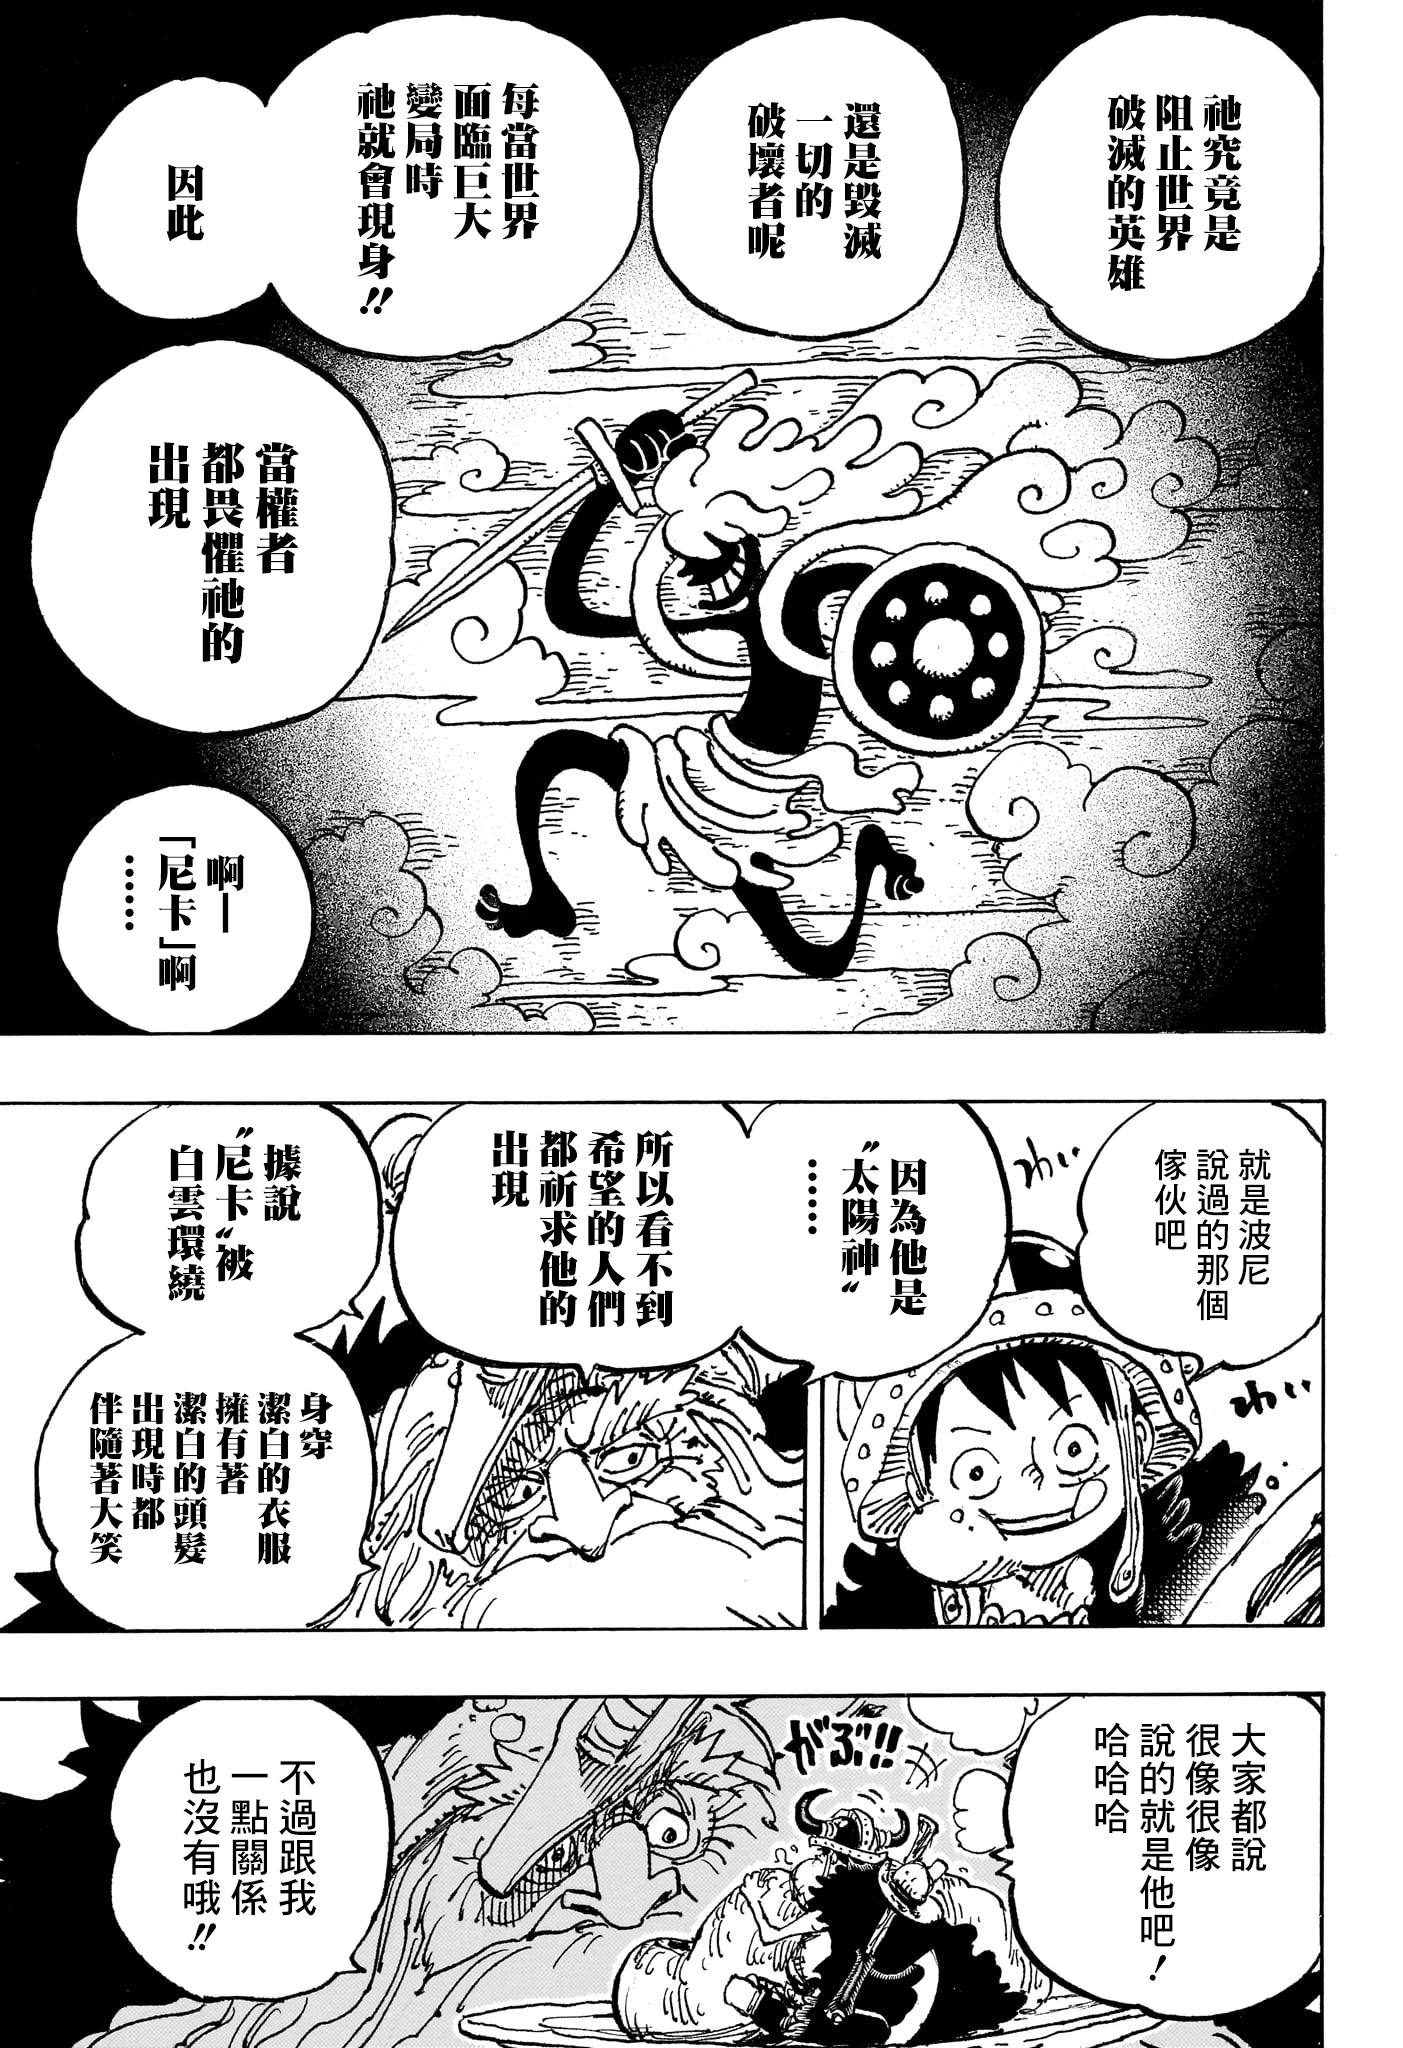 祂究竟是
阻止世界
破滅的英雄
還是毀滅
一切的
破壞者呢
每當世界
面臨巨大
變局時
祂就會現身!!
因此
當權者
都畏懼祂的
出現
啊—
「尼卡」啊
……
就是波尼
說過的那個
傢伙吧
わい
わい
因為他是
〝太陽神〞
……
所以看不到
希望的人們
都祈求他的
出現
據說
〝尼卡〞被
白雲環繞
身穿
潔白的衣服
擁有著
潔白的頭髮
出現時都
伴隨著大笑
大家都說
很像很像
說的就是他吧!
哈哈哈
がぶ!!
不過跟我
一點關係
也沒有哦!!